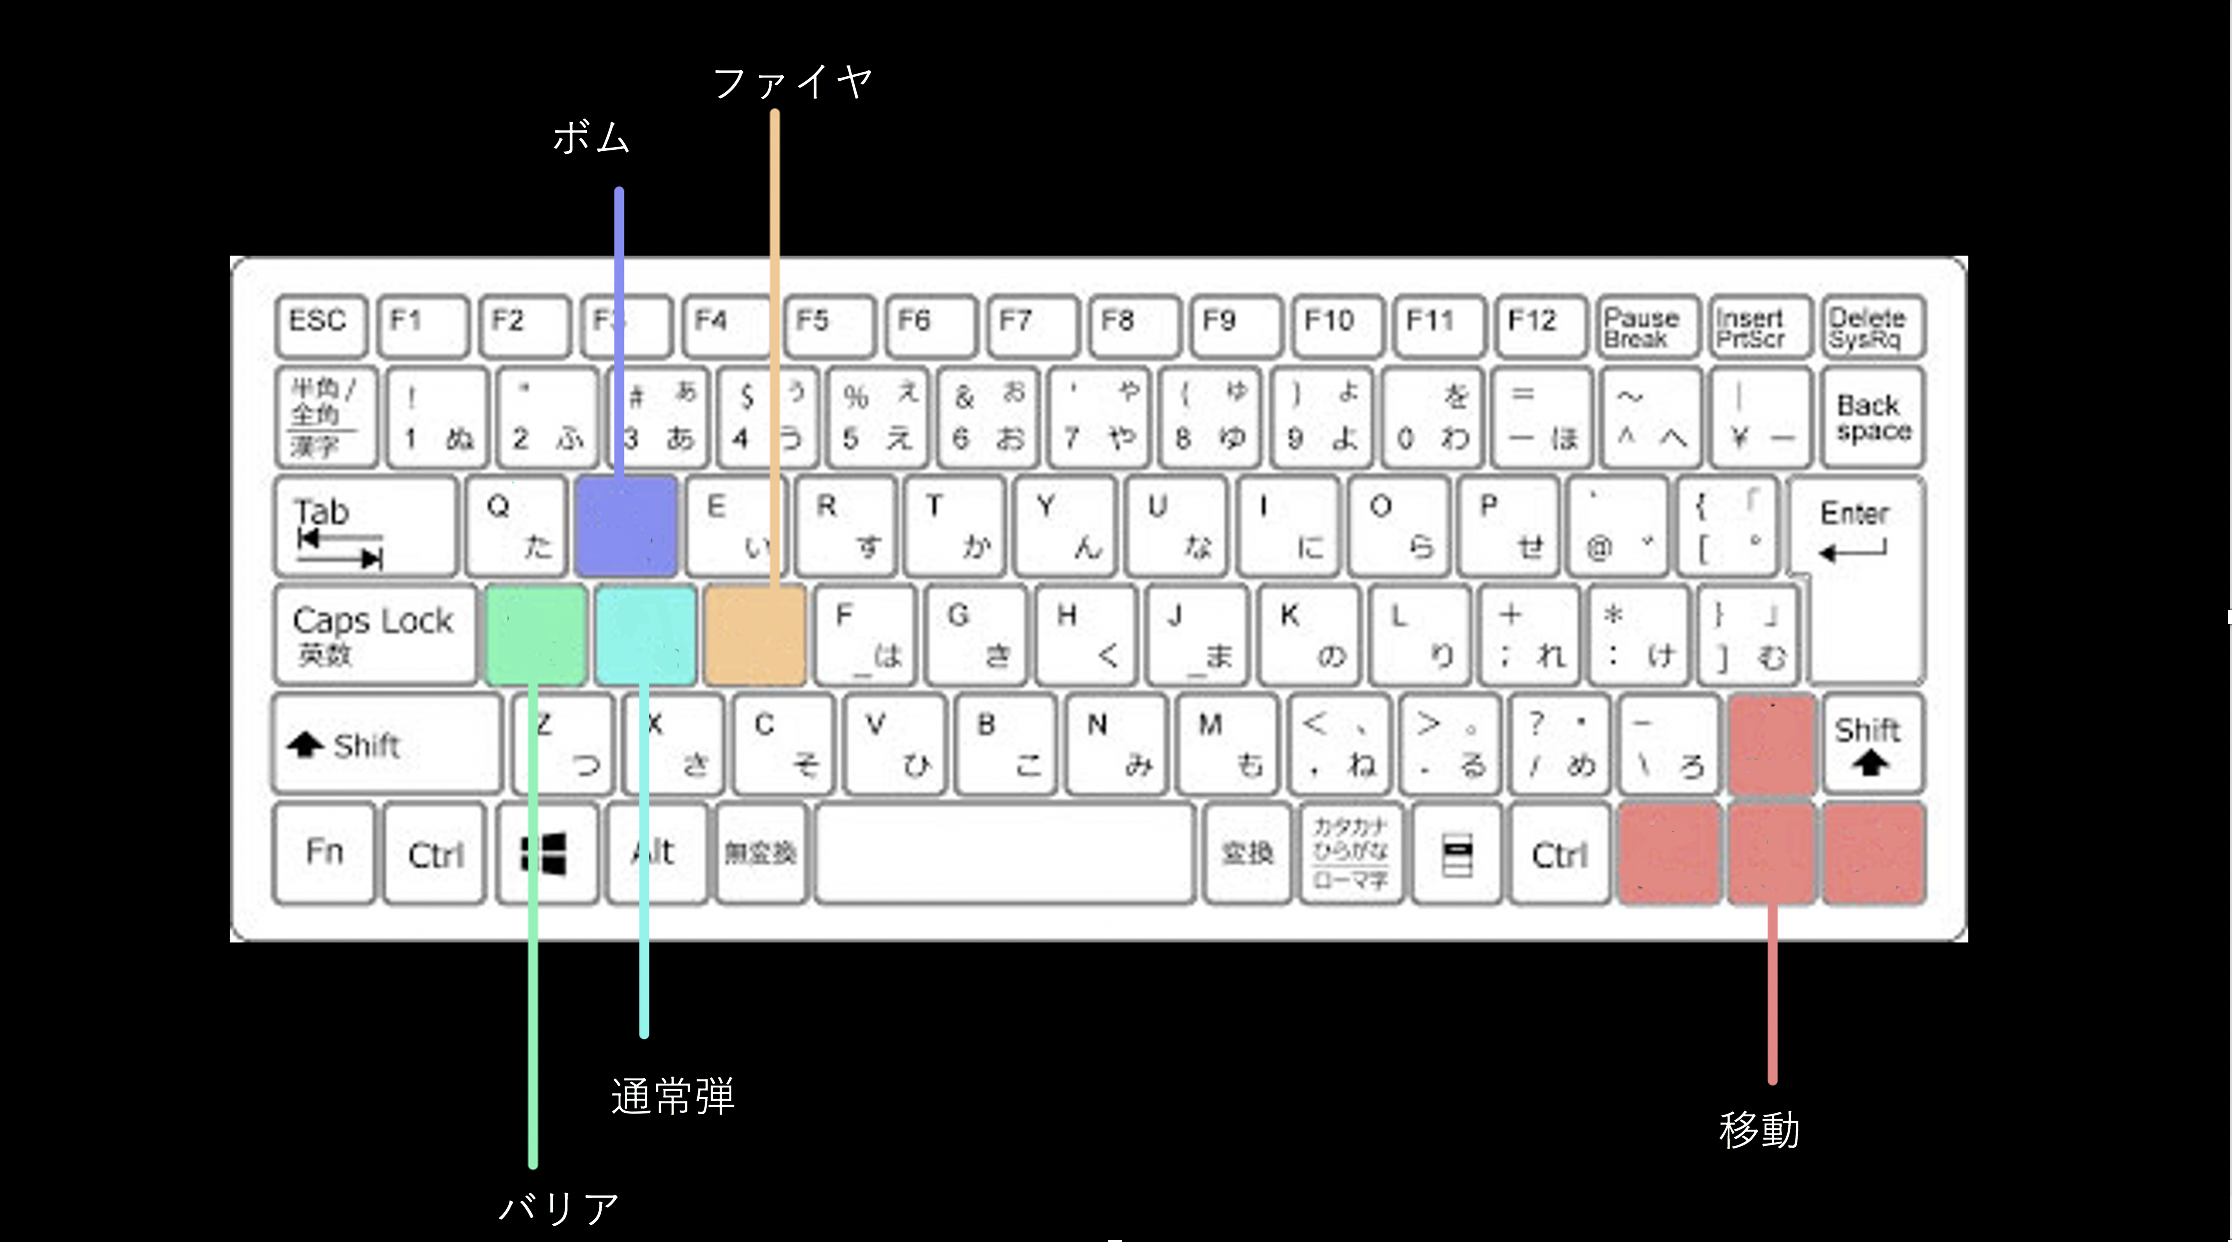 ファイヤ
ボム
ESC F1 F2 F3 F4 F5 F6 F7 F8 F9 F10 F11 F12 Pause Insert Delete
Break PrtScr SysRq
半角/ ! " # ぁ $ ぅ % ぇ & ぉ ' ゃ ( ゅ ) ょ を = ～ |
全角 Back
漢字 1 ぬ 2 ふ 3 あ 4 う 5 え 6 お 7 や 8 ゆ 9 よ 0 わ ー ほ ^ へ ¥ ー space
Tab Q E R T Y U I O P ` { 「 Enter
た い す か ん な に ら せ @ ゛ [ ゜
Caps Lock F G H J K L + * } 」
英数 _は き く _ま の り ; れ : け ] む
Shift Z X C V B N M < 、 > 。 ? ・ ー Shift
つ さ そ ひ こ み も , ね . る / め \ ろ
Fn Ctrl Alt 無変換 変換 カタカナ Ctrl
ひらがな
ローマ字
通常弾
移動
バリア